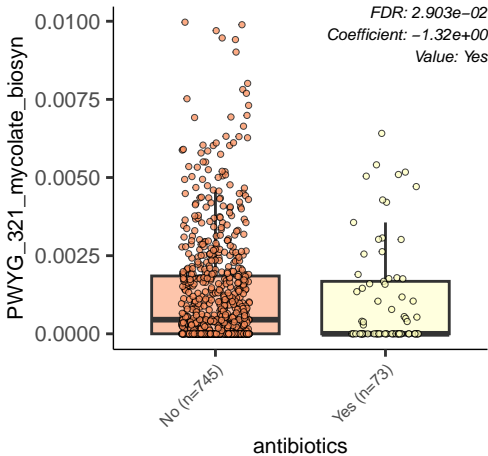 FDR: 2.903e−02
Coefficient: −1.32e+00
Value: Yes
PWYG_321_mycolate_biosyn
0.0100
0.0075
0.0050
0.0025
0.0000
No (n=745)
Yes (n=73)
antibiotics